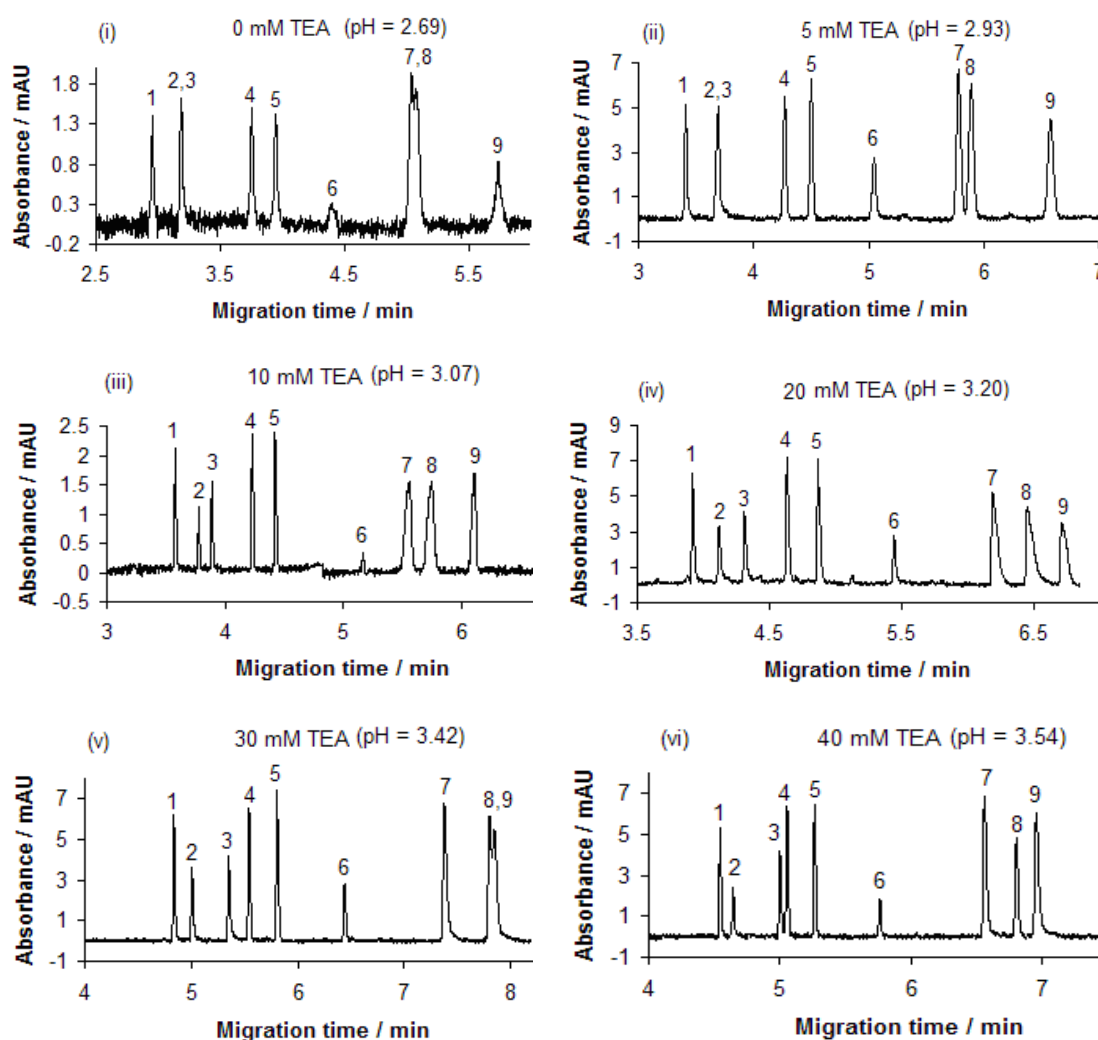 (i)
0 mM TEA (pH = 2.69)
Absorbance / mAU
1.8
1.3
0.8
0.3
-0.2
1
2,3
4
5
6
7,8
9
2.5 3.5 4.5 5.5
Migration time / min
(ii)
5 mM TEA (pH = 2.93)
Absorbance / mAU
7
5
3
1
-1
1
2,3
4
5
6
7
8
9
3 4 5 6 7
Migration time / min
(iii)
10 mM TEA (pH = 3.07)
Absorbance / mAU
2.5
2
1.5
1
0.5
0
-0.5
1
2
3
4
5
6
7
8
9
3 4 5 6
Migration time / min
(iv)
20 mM TEA (pH = 3.20)
Absorbance / mAU
9
7
5
3
1
-1
1
2
3
4
5
6
7
8
9
3.5 4.5 5.5 6.5
Migration time / min
(v)
30 mM TEA (pH = 3.42)
Absorbance / mAU
7
5
3
1
-1
1
2
3
4
5
6
7
8,9
4 5 6 7 8
Migration time / min
(vi)
40 mM TEA (pH = 3.54)
Absorbance / mAU
7
5
3
1
-1
1
2
3
4
5
6
7
8
9
4 5 6 7
Migration time / min